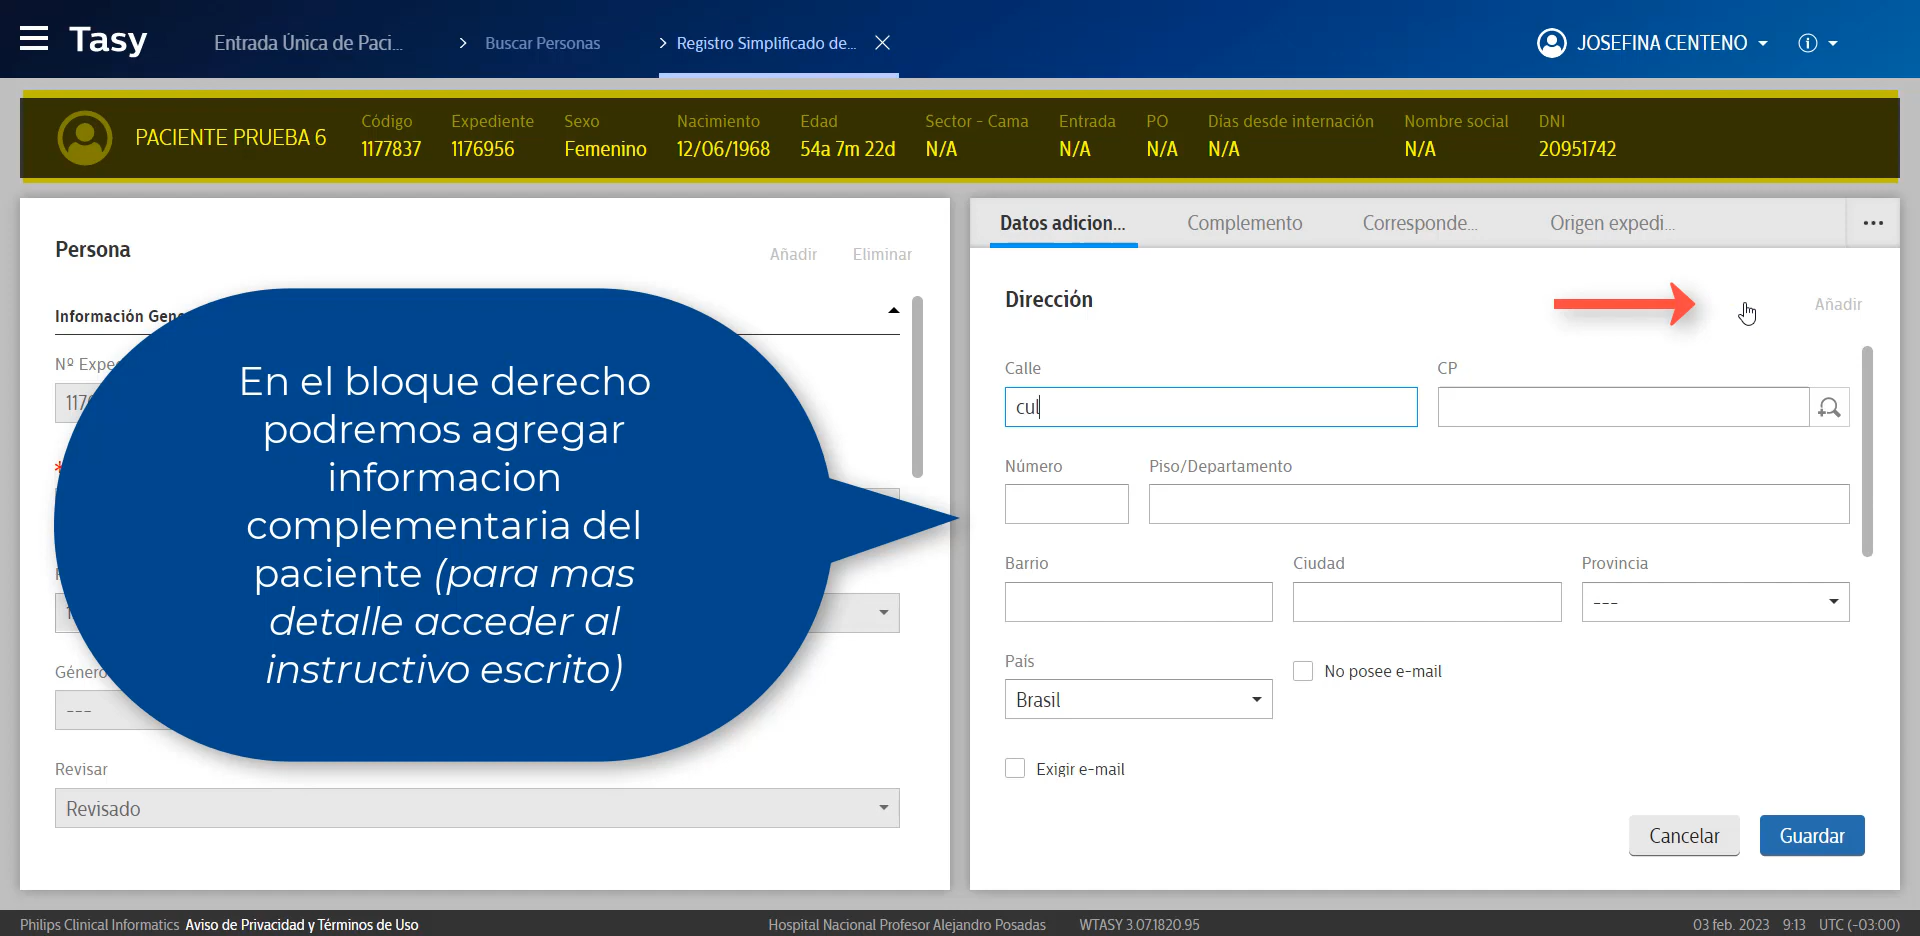 Tasy
Entrada Única de Paci... > Buscar Personas > Registro Simplificado de...
JOSEFINA CENTENO
PACIENTE PRUEBA 6
Código Expediente Sexo Nacimiento Edad Sector - Cama Entrada PO Días desde internación Nombre social DNI
1177837 1176956 Femenino 12/06/1968 54a 7m 22d N/A N/A N/A N/A N/A 20951742
Persona
Añadir Eliminar
Información Gene
Nº Expe
117
*
En el bloque derecho
podremos agregar
informacion
complementaria del
paciente (para mas
detalle acceder al
instructivo escrito)
Género
---
Revisar
Revisado
Datos adicion... Complemento Corresponde... Origen expedi... ...
Dirección
Añadir
Calle CP
cul
Número Piso/Departamento
Barrio Ciudad Provincia
---
País
Brasil
No posee e-mail
Exigir e-mail
Cancelar Guardar
Philips Clinical Informatics Aviso de Privacidad y Términos de Uso Hospital Nacional Profesor Alejandro Posadas WTASY 3.07.1820.95 03 feb. 2023 9:13 UTC (-03:00)